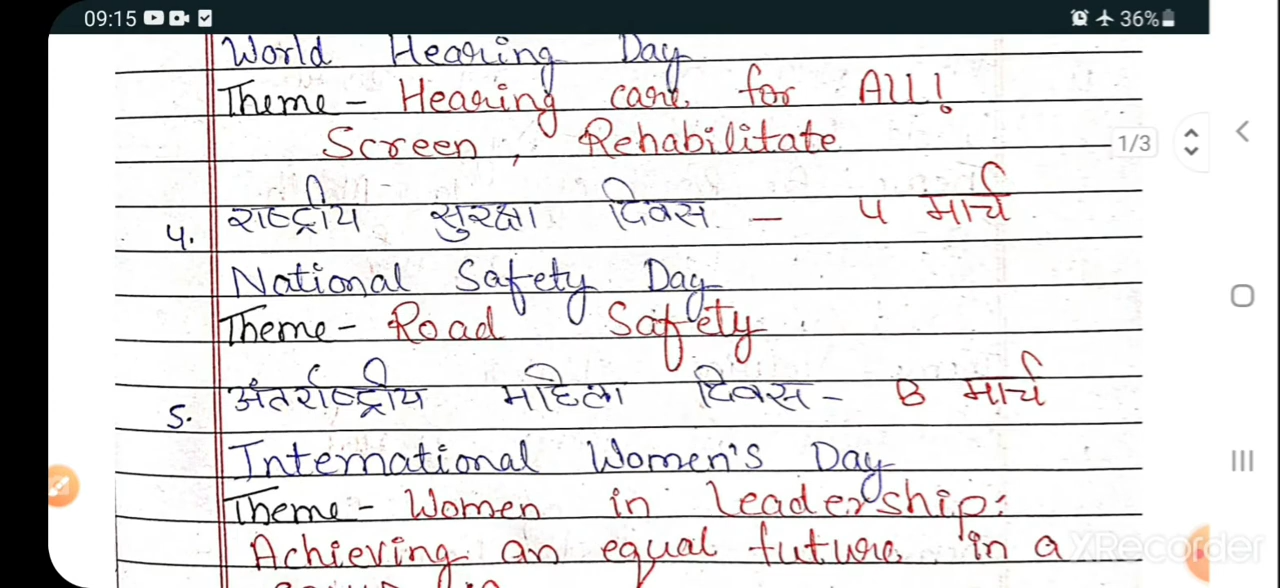 09:15 36%
World Hearing Day
Theme - Hearing care for ALL!
Screen, Rehabilitate
1/3
4. राष्ट्रीय सुरक्षा दिवस - 4 मार्च
National Safety Day
Theme - Road Safety
5. अंतर्राष्ट्रीय महिला दिवस - 8 मार्च
International Women's Day
Theme - Women in leadership:
Achieving an equal future in a
XRecorder